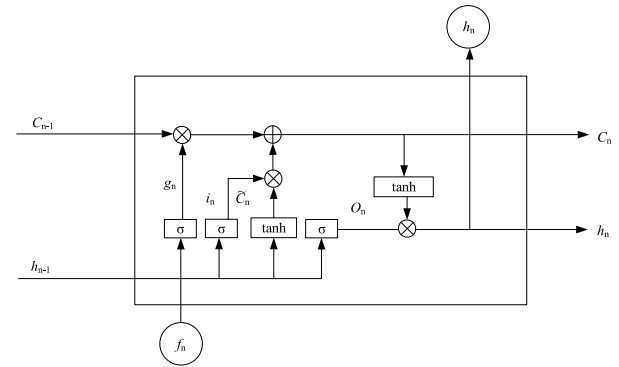 hn
Cn-1
Cn
gn
in
C̃n
tanh
On
σ
σ
tanh
σ
hn
hn-1
fn